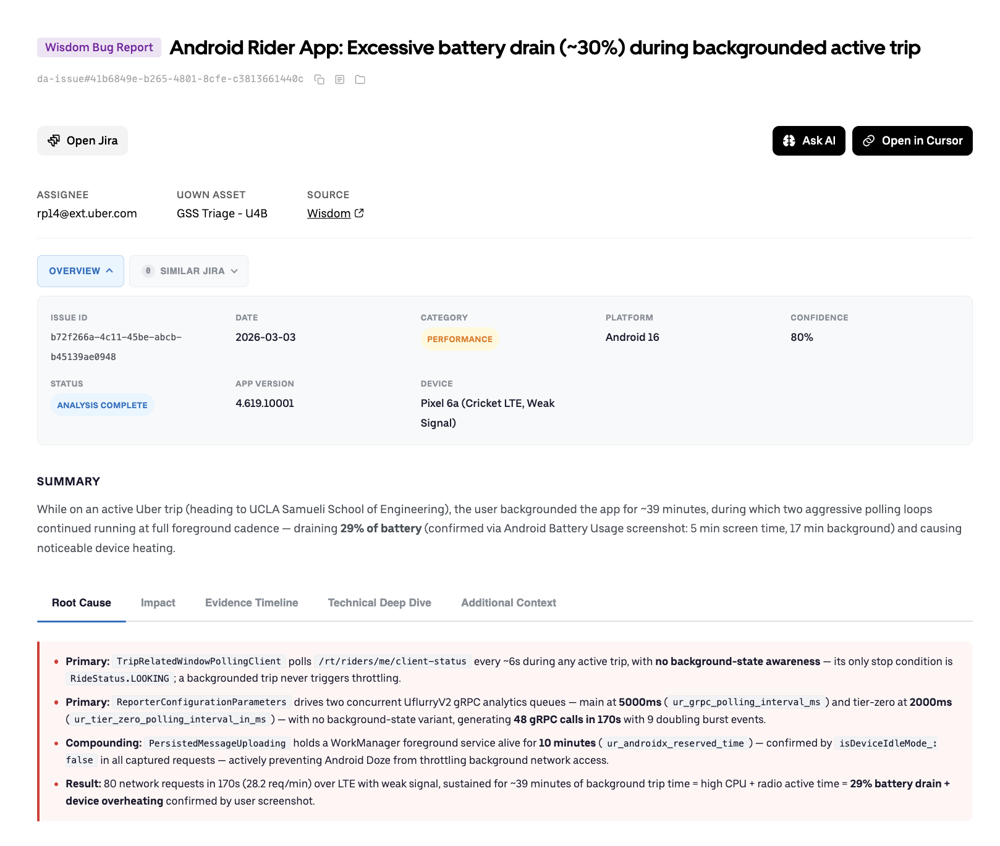 Wisdom Bug Report Android Rider App: Excessive battery drain (~30%) during backgrounded active trip
da-issue#41b6849e-b265-4801-8cfe-c3813661440c
Open Jira
Ask AI
Open in Cursor
ASSIGNEE
rp14@ext.uber.com
UOWN ASSET
GSS Triage - U4B
SOURCE
Wisdom
OVERVIEW
0 SIMILAR JIRA
ISSUE ID
b72f266a-4c11-45be-abcb-
b45139ae0948
DATE
2026-03-03
CATEGORY
PERFORMANCE
PLATFORM
Android 16
CONFIDENCE
80%
STATUS
ANALYSIS COMPLETE
APP VERSION
4.619.10001
DEVICE
Pixel 6a (Cricket LTE, Weak
Signal)
SUMMARY
While on an active Uber trip (heading to UCLA Samueli School of Engineering), the user backgrounded the app for ~39 minutes, during which two aggressive polling loops
continued running at full foreground cadence — draining 29% of battery (confirmed via Android Battery Usage screenshot: 5 min screen time, 17 min background) and causing
noticeable device heating.
Root Cause
Impact
Evidence Timeline
Technical Deep Dive
Additional Context
• Primary: TripRelatedWindowPollingClient polls /rt/riders/me/client-status every ~6s during any active trip, with no background-state awareness — its only stop condition is
RideStatus.LOOKING ; a backgrounded trip never triggers throttling.
• Primary: ReporterConfigurationParameters drives two concurrent UflurryV2 gRPC analytics queues — main at 5000ms ( ur_grpc_polling_interval_ms ) and tier-zero at 2000ms
( ur_tier_zero_polling_interval_in_ms ) — with no background-state variant, generating 48 gRPC calls in 170s with 9 doubling burst events.
• Compounding: PersistedMessageUploading holds a WorkManager foreground service alive for 10 minutes ( ur_androidx_reserved_time ) — confirmed by isDeviceIdleMode_:
false in all captured requests — actively preventing Android Doze from throttling background network access.
• Result: 80 network requests in 170s (28.2 req/min) over LTE with weak signal, sustained for ~39 minutes of background trip time = high CPU + radio active time = 29% battery drain +
device overheating confirmed by user screenshot.